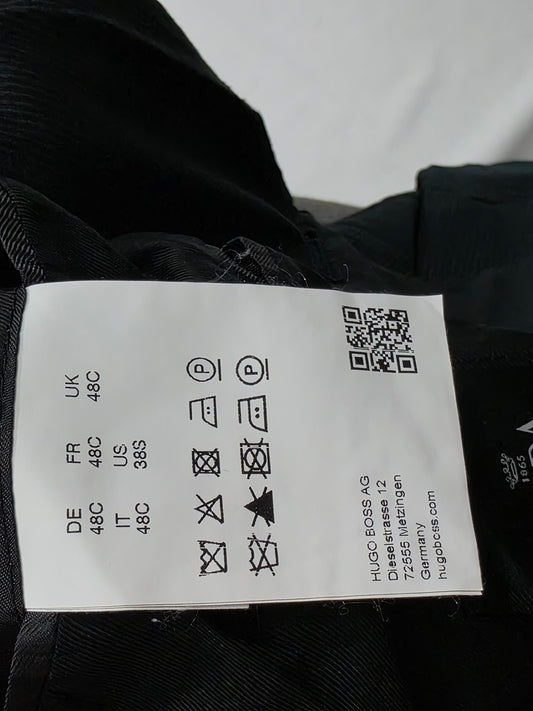 DE FR UK
48C 48C 48C
IT US
48C 38S
P
P
HUGO BOSS AG
Dieselstrasse 12
72555 Metzingen
Germany
hugoboss.com
1865